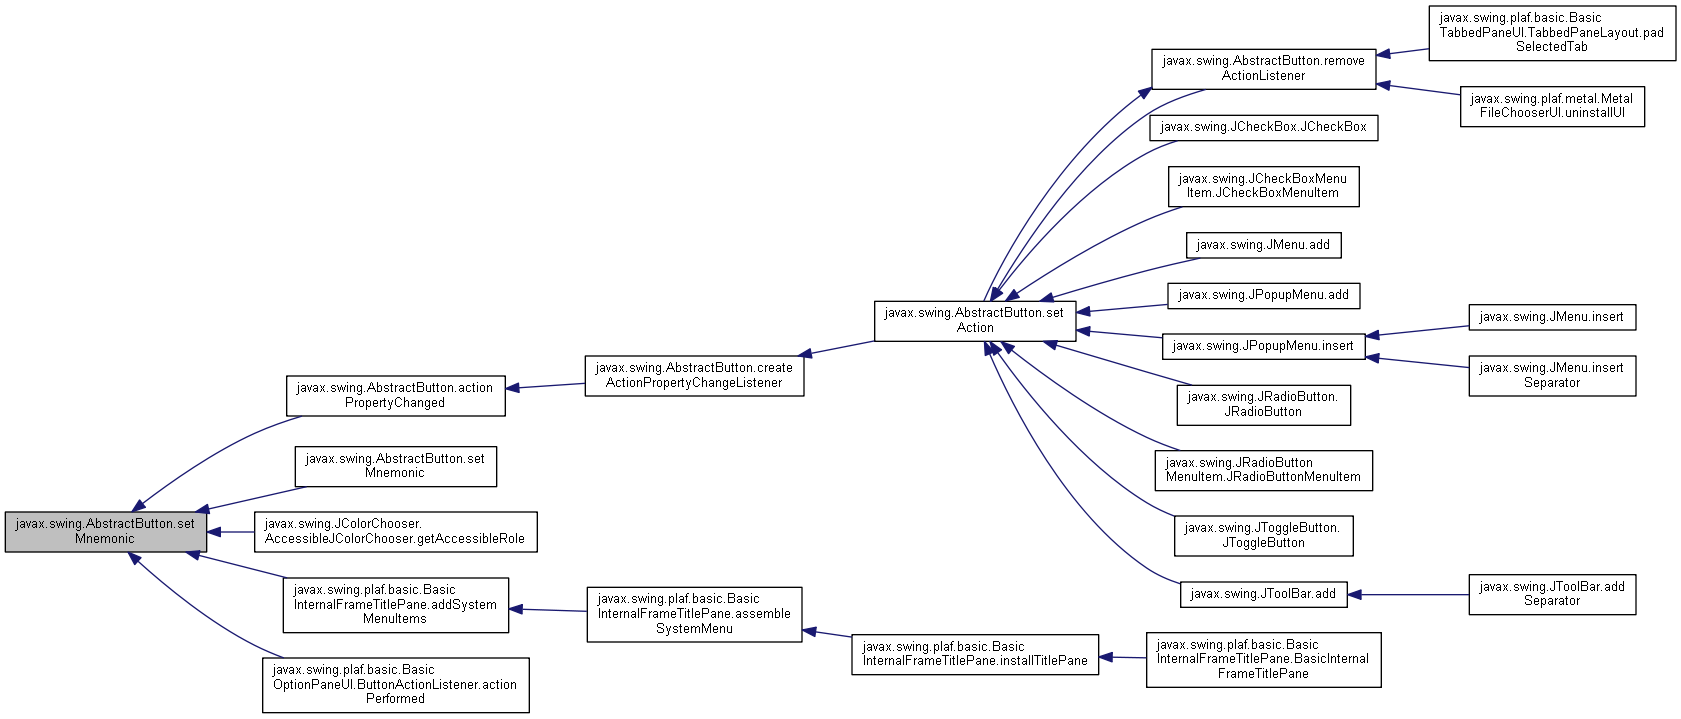 javax.swing.AbstractButton.set
Mnemonic
javax.swing.AbstractButton.action
PropertyChanged
javax.swing.AbstractButton.create
ActionPropertyChangeListener
javax.swing.AbstractButton.set
Action
javax.swing.AbstractButton.remove
ActionListener
javax.swing.plaf.basic.Basic
TabbedPaneUI.TabbedPaneLayout.pad
SelectedTab
javax.swing.plaf.metal.Metal
FileChooserUI.uninstallUI
javax.swing.JCheckBox.JCheckBox
javax.swing.JCheckBoxMenu
Item.JCheckBoxMenuItem
javax.swing.JMenu.add
javax.swing.JPopupMenu.add
javax.swing.JPopupMenu.insert
javax.swing.JMenu.insert
javax.swing.JMenu.insert
Separator
javax.swing.JRadioButton.
JRadioButton
javax.swing.JRadioButton
MenuItem.JRadioButtonMenuItem
javax.swing.JToggleButton.
JToggleButton
javax.swing.JToolBar.add
javax.swing.JToolBar.add
Separator
javax.swing.AbstractButton.set
Mnemonic
javax.swing.JColorChooser.
AccessibleJColorChooser.getAccessibleRole
javax.swing.plaf.basic.Basic
InternalFrameTitlePane.addSystem
MenuItems
javax.swing.plaf.basic.Basic
InternalFrameTitlePane.assemble
SystemMenu
javax.swing.plaf.basic.Basic
InternalFrameTitlePane.installTitlePane
javax.swing.plaf.basic.Basic
InternalFrameTitlePane.BasicInternal
FrameTitlePane
javax.swing.plaf.basic.Basic
OptionPaneUI.ButtonActionListener.action
Performed